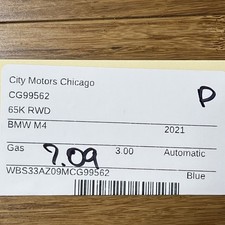 City Motors Chicago
CG99562 P
65K RWD
BMW M4 2021
Gas 7.09 3.00 Automatic
WBS33AZ09MCG99562 Blue